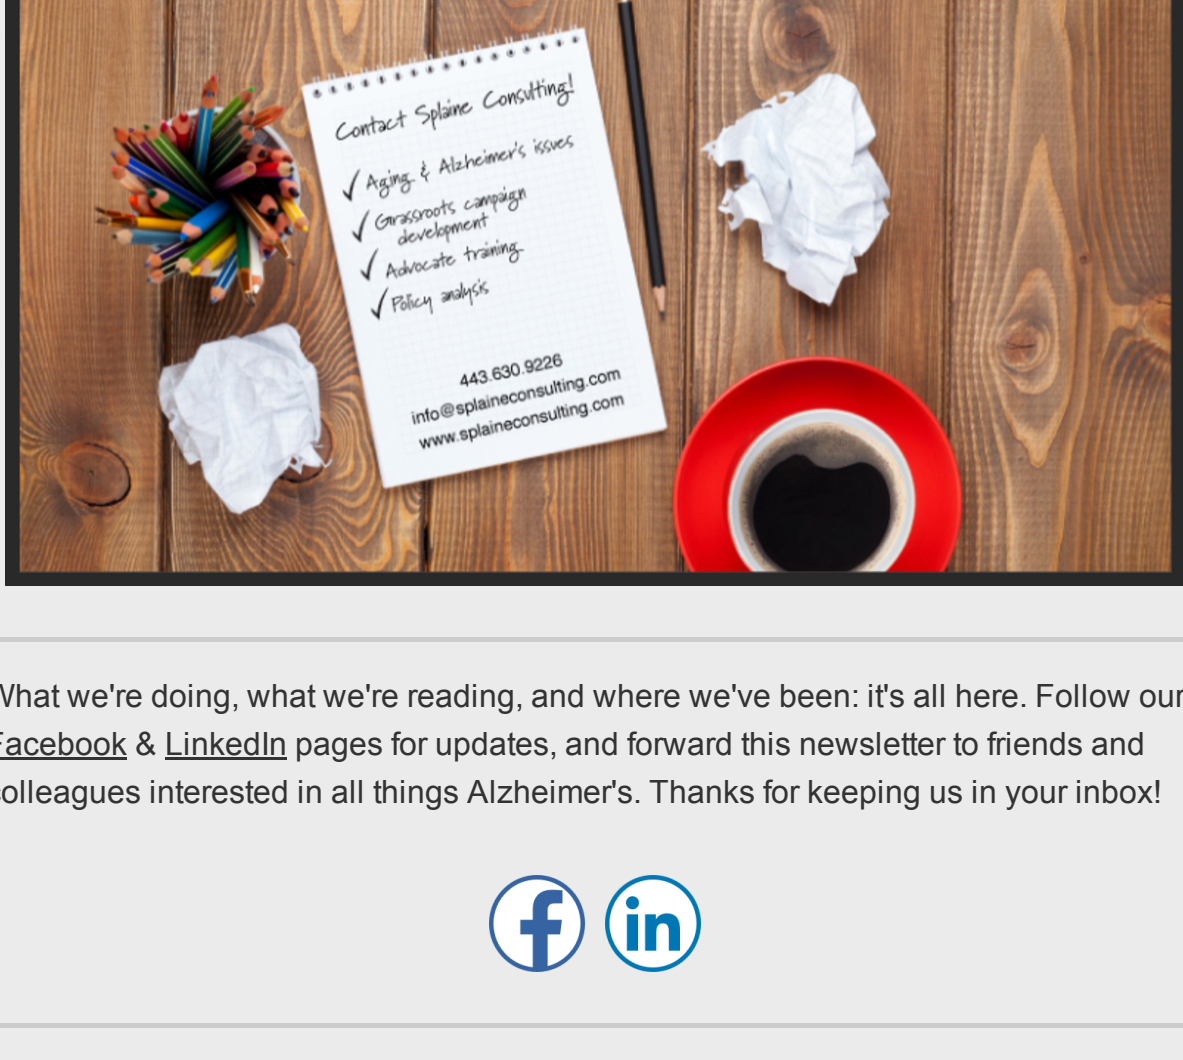 Contact Splaine Consulting!
✓ Aging & Alzheimer's issues
✓ Grassroots campaign
development
✓ Advocate training
✓ Policy analysis
443.630.9226
info@splaineconsulting.com
www.splaineconsulting.com
What we're doing, what we're reading, and where we've been: it's all here. Follow our
Facebook & LinkedIn pages for updates, and forward this newsletter to friends and
colleagues interested in all things Alzheimer's. Thanks for keeping us in your inbox!
f in